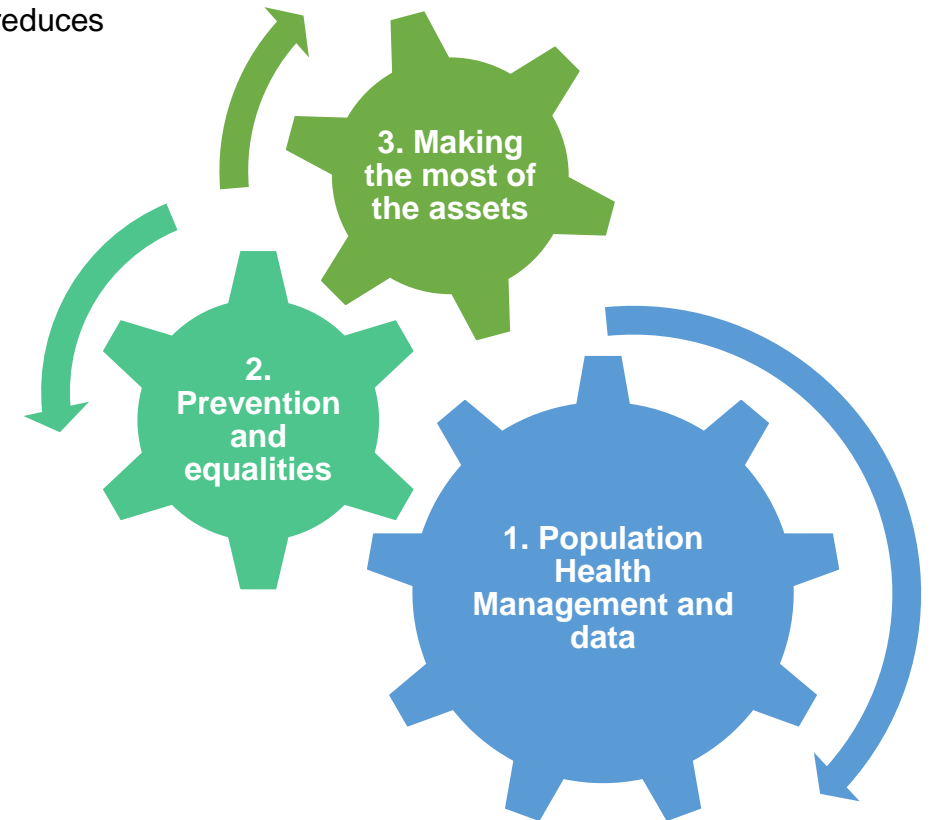 reduces
3. Making
the most of
the assets
2.
Prevention
and
equalities
1. Population
Health
Management and
data